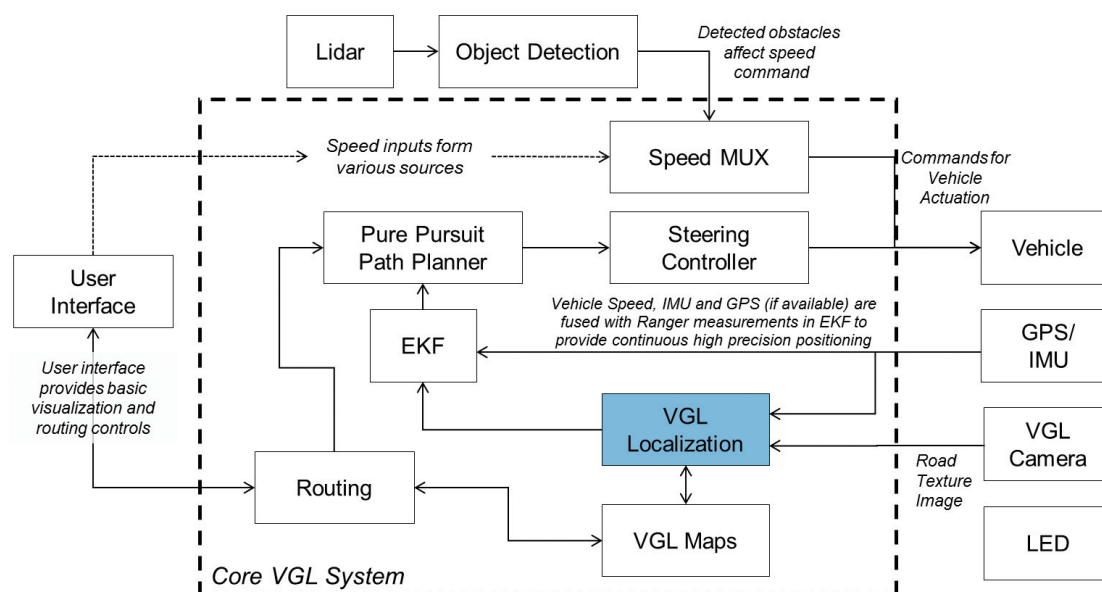 Lidar
Object Detection
Detected obstacles
affect speed
command
Speed inputs form
various sources
Speed MUX
Commands for
Vehicle
Actuation
Pure Pursuit
Path Planner
Steering
Controller
Vehicle
User
Interface
Vehicle Speed, IMU and GPS (if available) are
fused with Ranger measurements in EKF to
provide continuous high precision positioning
EKF
GPS/
IMU
User interface
provides basic
visualization and
routing controls
VGL
Localization
VGL
Camera
Road
Texture
Image
Routing
VGL Maps
LED
Core VGL System